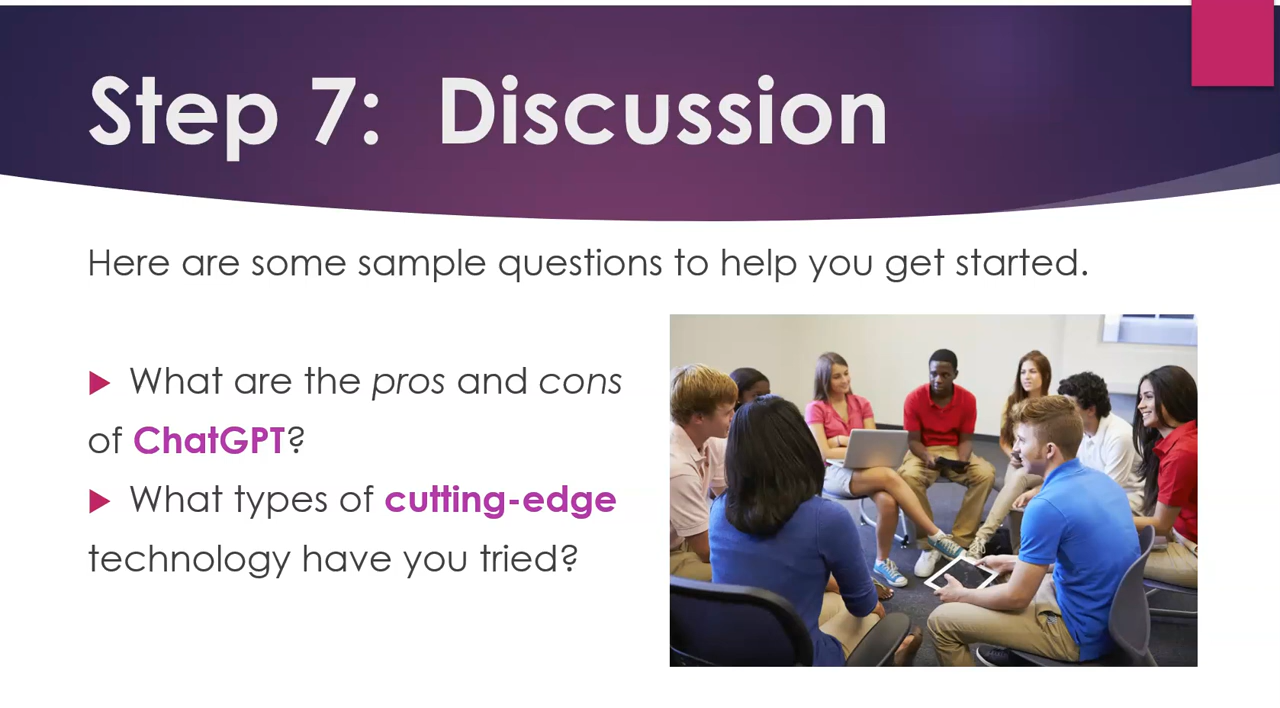 Step 7: Discussion
Here are some sample questions to help you get started.
What are the pros and cons
of ChatGPT?
What types of cutting-edge
technology have you tried?